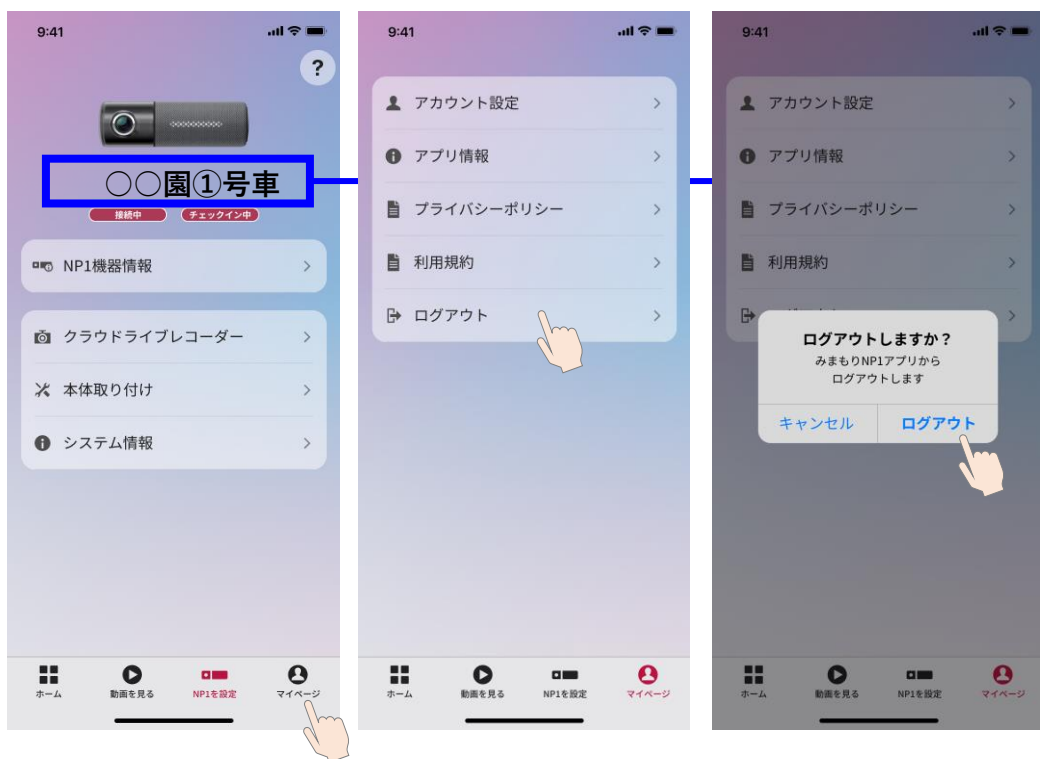 9:41
?
○○園①号車
接続中
チェックイン中
NP1機器情報
クラウドライブレコーダー
本体取り付け
システム情報
ホーム
動画を見る
NP1を設定
マイページ
9:41
アカウント設定
アプリ情報
プライバシーポリシー
利用規約
ログアウト
ホーム
動画を見る
NP1を設定
マイページ
9:41
アカウント設定
アプリ情報
プライバシーポリシー
利用規約
ログアウトしますか？
みまもりNP1アプリから
ログアウトします
キャンセル
ログアウト
ホーム
動画を見る
NP1を設定
マイページ